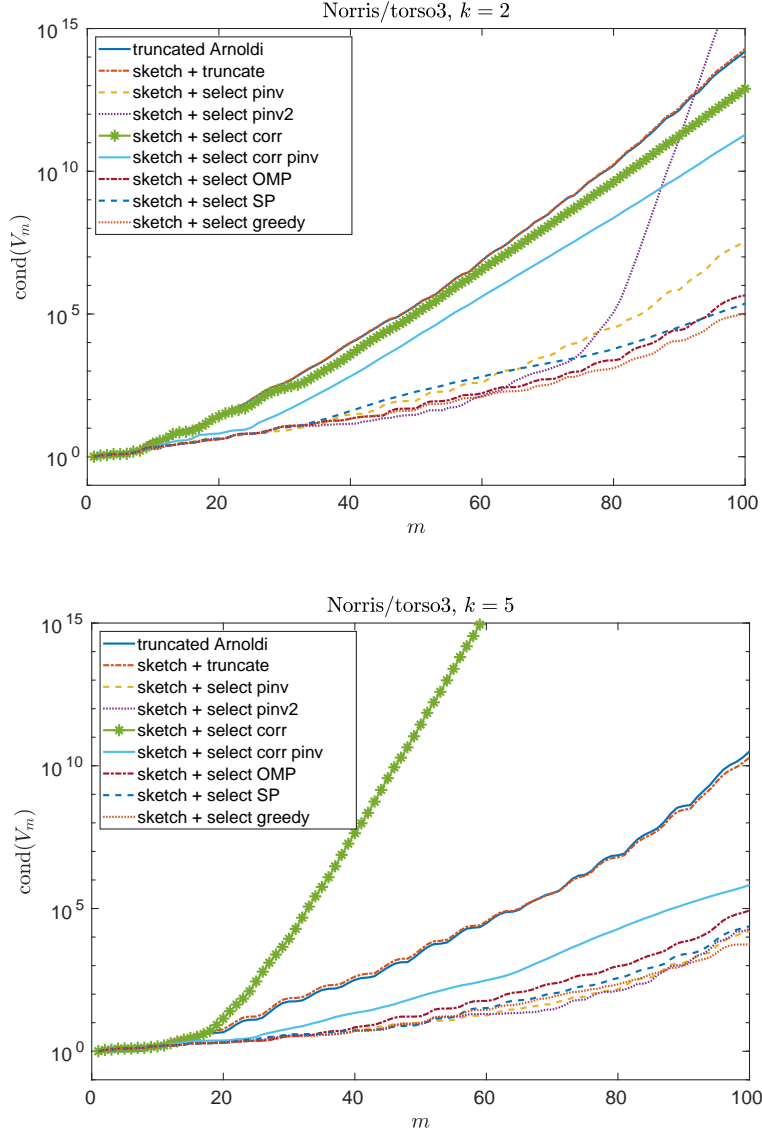 Norris/torso3, k = 2
10^15
10^10
10^5
10^0
cond(V_m)
truncated Arnoldi
sketch + truncate
sketch + select pinv
sketch + select pinv2
sketch + select corr
sketch + select corr pinv
sketch + select OMP
sketch + select SP
sketch + select greedy
0 20 40 60 80 100
m
Norris/torso3, k = 5
10^15
10^10
10^5
10^0
cond(V_m)
truncated Arnoldi
sketch + truncate
sketch + select pinv
sketch + select pinv2
sketch + select corr
sketch + select corr pinv
sketch + select OMP
sketch + select SP
sketch + select greedy
0 20 40 60 80 100
m